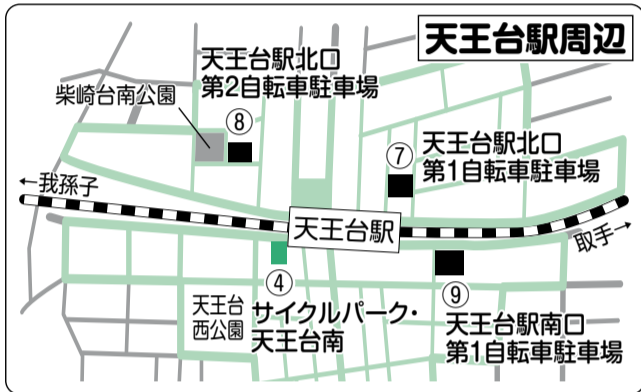 天王台駅周辺
天王台駅北口
第2自転車駐車場
柴崎台南公園
⑧
⑦
天王台駅北口
第1自転車駐車場
←我孫子
天王台駅
取手→
④
サイクルパーク・
天王台南
天王台
西公園
⑨
天王台駅南口
第1自転車駐車場